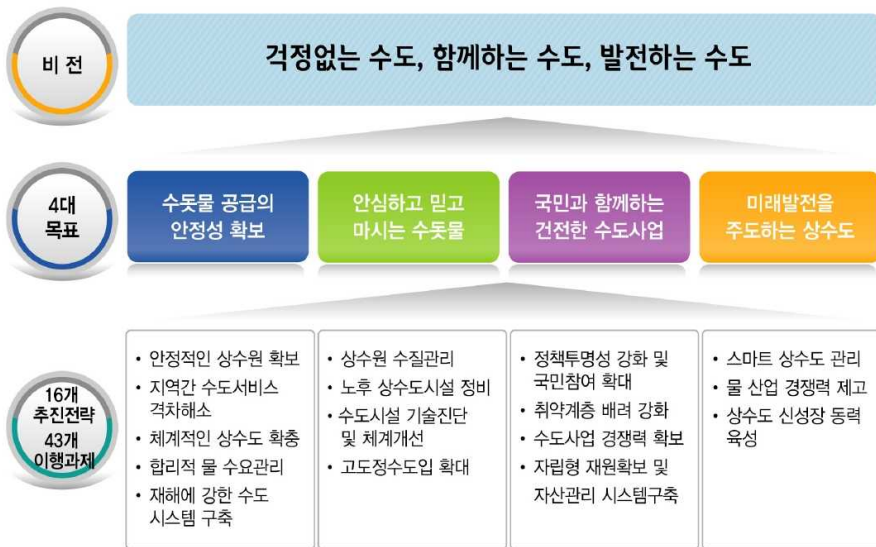 비 전
걱정없는 수도, 함께하는 수도, 발전하는 수도
4대
목표
수돗물 공급의
안정성 확보
안심하고 믿고
마시는 수돗물
국민과 함께하는
건전한 수도사업
미래발전을
주도하는 상수도
16개
추진전략
43개
이행과제
• 안정적인 상수원 확보
• 지역간 수도서비스
격차해소
• 체계적인 상수도 확충
• 합리적 물 수요관리
• 재해에 강한 수도
시스템 구축
• 상수원 수질관리
• 노후 상수도시설 정비
• 수도시설 기술진단
및 체계개선
• 고도정수도입 확대
• 정책투명성 강화 및
국민참여 확대
• 취약계층 배려 강화
• 수도사업 경쟁력 확보
• 자립형 재원확보 및
자산관리 시스템구축
• 스마트 상수도 관리
• 물 산업 경쟁력 제고
• 상수도 신성장 동력
육성